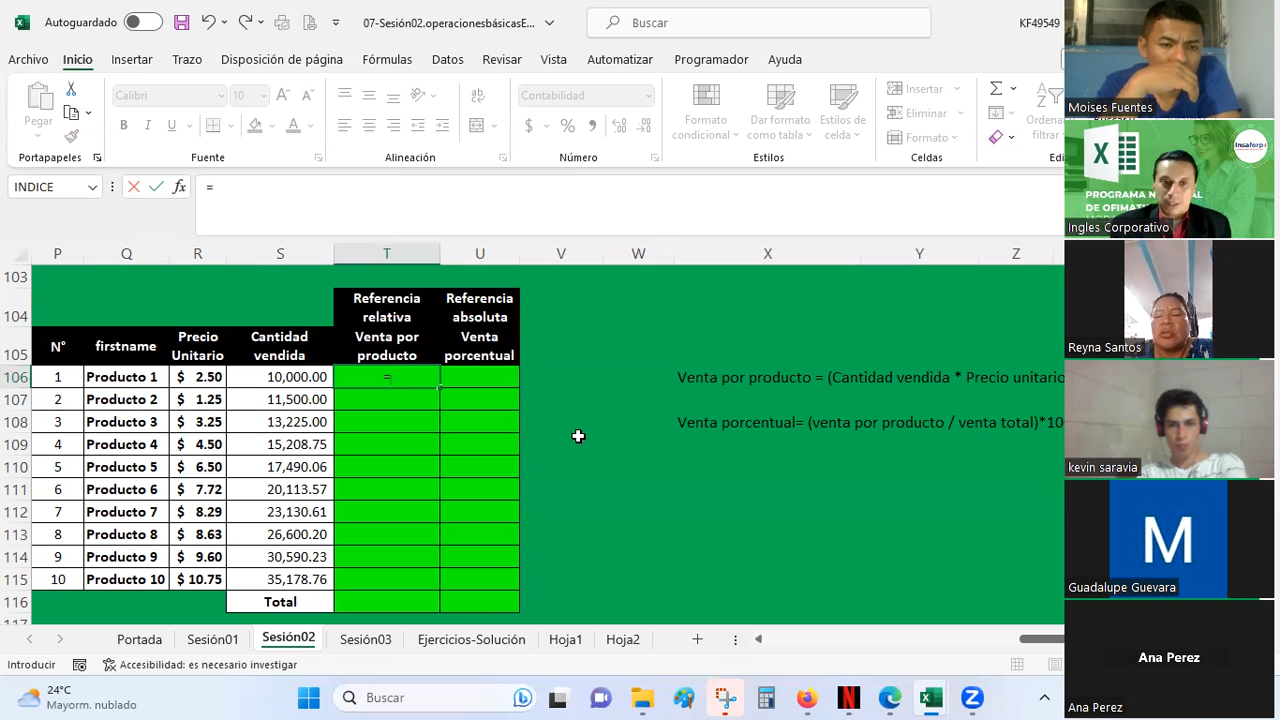 Autoguardado
07-Sesión02.operacionesbásicasE...
Buscar
KF49549
Archivo Inicio Insertar Trazo Disposición de página Fórmulas Datos Revisar Vista Automatizar Programador Ayuda
Pegar
Calibri 10
N K S
ab
Contabilidad
$ % 000
Formato condicional
Dar formato como tabla
Estilos de celda
Insertar
Eliminar
Formato
Ordena
filtrar
Portapapeles Fuente Alineación Número Estilos Celdas Edi
INDICE
fx
=
P Q R S T U V W X Y Z
103
104
105
N° firstname Precio Unitario Cantidad vendida Referencia relativa Venta por producto Referencia absoluta Venta porcentual
106 1 Producto 1 $ 2.50 10,000.00 = Venta por producto = (Cantidad vendida * Precio unitario
107 2 Producto 2 $ 1.25 11,500.00
108 3 Producto 3 $ 3.25 13,225.00 Venta porcentual= (venta por producto / venta total)*10
109 4 Producto 4 $ 4.50 15,208.75
110 5 Producto 5 $ 6.50 17,490.06
111 6 Producto 6 $ 7.72 20,113.57
112 7 Producto 7 $ 8.29 23,130.61
113 8 Producto 8 $ 8.63 26,600.20
114 9 Producto 9 $ 9.60 30,590.23
115 10 Producto 10 $ 10.75 35,178.76
116 Total
117
Portada Sesión01 Sesión02 Sesión03 Ejercicios-Solución Hoja1 Hoja2
Introducir
Accesibilidad: es necesario investigar
24°C
Mayorm. nublado
Buscar
Moises Fuentes
Insaforp
PROGRAMA N AL
DE OFIMAT
Ingles Corporativo
Reyna Santos
kevin saravia
M
Guadalupe Guevara
Ana Perez
Ana Perez